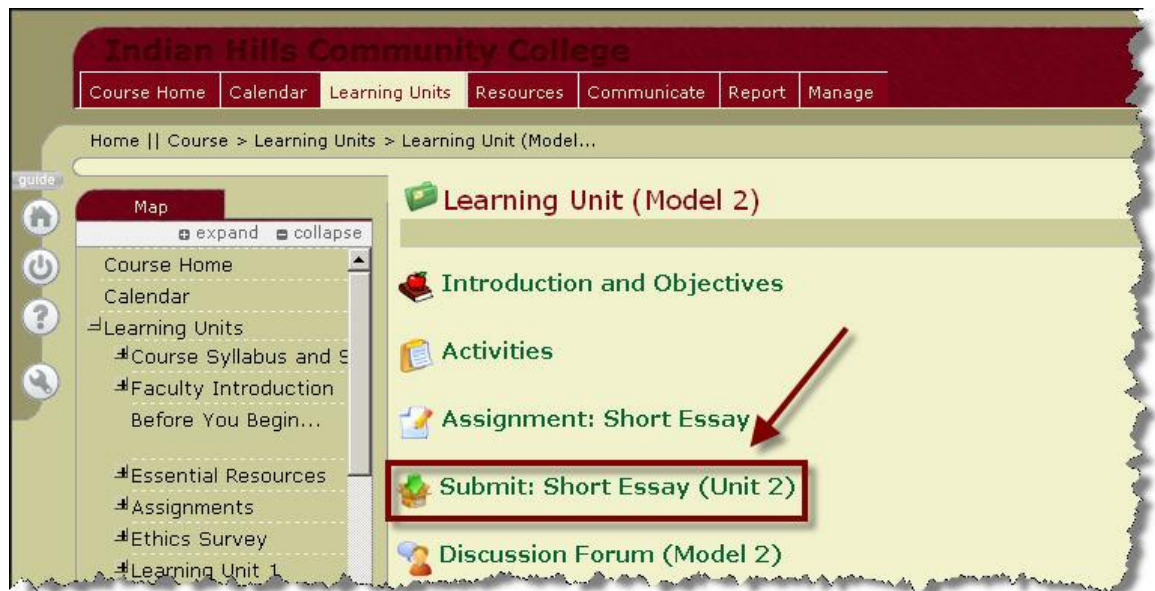 Indian Hills Community College
Course Home Calendar Learning Units Resources Communicate Report Manage
Home || Course > Learning Units > Learning Unit (Model...
guide
Map
expand collapse
Course Home
Calendar
Learning Units
Course Syllabus and S
Faculty Introduction
Before You Begin...
Essential Resources
Assignments
Ethics Survey
Learning Unit 1
Learning Unit (Model 2)
Introduction and Objectives
Activities
Assignment: Short Essay
Submit: Short Essay (Unit 2)
Discussion Forum (Model 2)